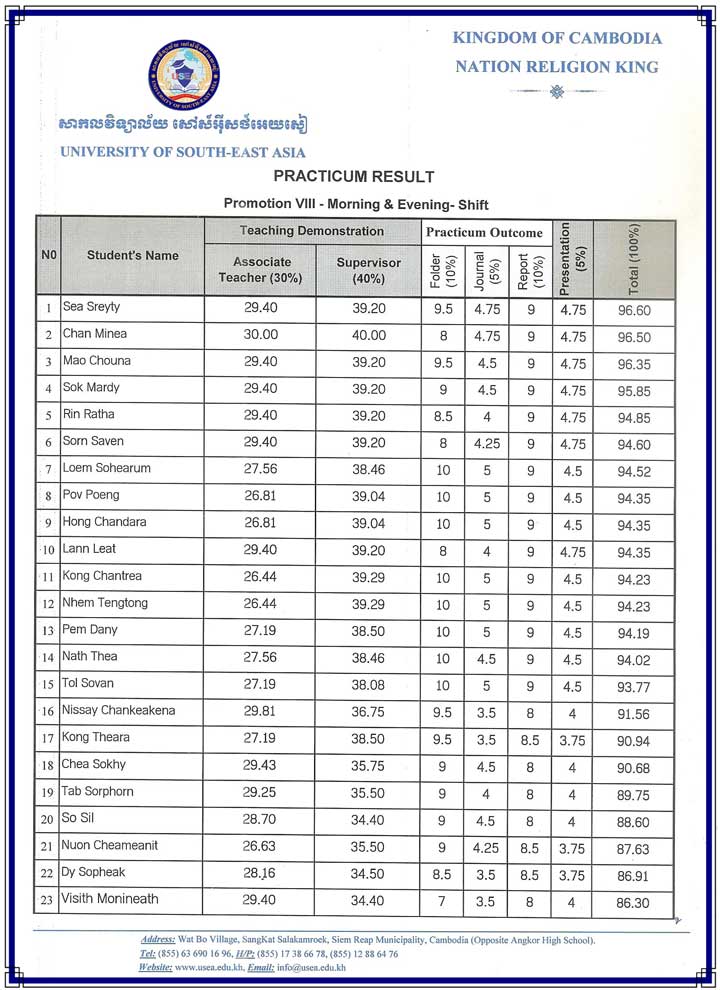 KINGDOM OF CAMBODIA
NATION RELIGION KING
USEA
UNIVERSITY OF SOUTH-EAST ASIA
សាកលវិទ្យាល័យ សៅស៍អ៊ីសថ៍អេយសៀ
UNIVERSITY OF SOUTH-EAST ASIA
PRACTICUM RESULT
Promotion VIII - Morning & Evening- Shift
N0 Student's Name Teaching Demonstration Practicum Outcome Presentation (5%) Total (100%)
Associate Teacher (30%) Supervisor (40%) Folder (10%) Journal (5%) Report (10%)
1 Sea Sreyty 29.40 39.20 9.5 4.75 9 4.75 96.60
2 Chan Minea 30.00 40.00 8 4.75 9 4.75 96.50
3 Mao Chouna 29.40 39.20 9.5 4.5 9 4.75 96.35
4 Sok Mardy 29.40 39.20 9 4.5 9 4.75 95.85
5 Rin Ratha 29.40 39.20 8.5 4 9 4.75 94.85
6 Sorn Saven 29.40 39.20 8 4.25 9 4.75 94.60
7 Loem Sohearum 27.56 38.46 10 5 9 4.5 94.52
8 Pov Poeng 26.81 39.04 10 5 9 4.5 94.35
9 Hong Chandara 26.81 39.04 10 5 9 4.5 94.35
10 Lann Leat 29.40 39.20 8 4 9 4.75 94.35
11 Kong Chantrea 26.44 39.29 10 5 9 4.5 94.23
12 Nhem Tengtong 26.44 39.29 10 5 9 4.5 94.23
13 Pem Dany 27.19 38.50 10 5 9 4.5 94.19
14 Nath Thea 27.56 38.46 10 4.5 9 4.5 94.02
15 Tol Sovan 27.19 38.08 10 5 9 4.5 93.77
16 Nissay Chankeakena 29.81 36.75 9.5 3.5 8 4 91.56
17 Kong Theara 27.19 38.50 9.5 3.5 8.5 3.75 90.94
18 Chea Sokhy 29.43 35.75 9 4.5 8 4 90.68
19 Tab Sorphorn 29.25 35.50 9 4 8 4 89.75
20 So Sil 28.70 34.40 9 4.5 8 4 88.60
21 Nuon Cheameanit 26.63 35.50 9 4.25 8.5 3.75 87.63
22 Dy Sopheak 28.16 34.50 8.5 3.5 8.5 3.75 86.91
23 Visith Monineath 29.40 34.40 7 3.5 8 4 86.30
Address: Wat Bo Village, SangKat Salakamroek, Siem Reap Municipality, Cambodia (Opposite Angkor High School).
Tel: (855) 63 690 16 96, H/P: (855) 17 38 66 78, (855) 12 88 64 76
Website: www.usea.edu.kh, Email: info@usea.edu.kh